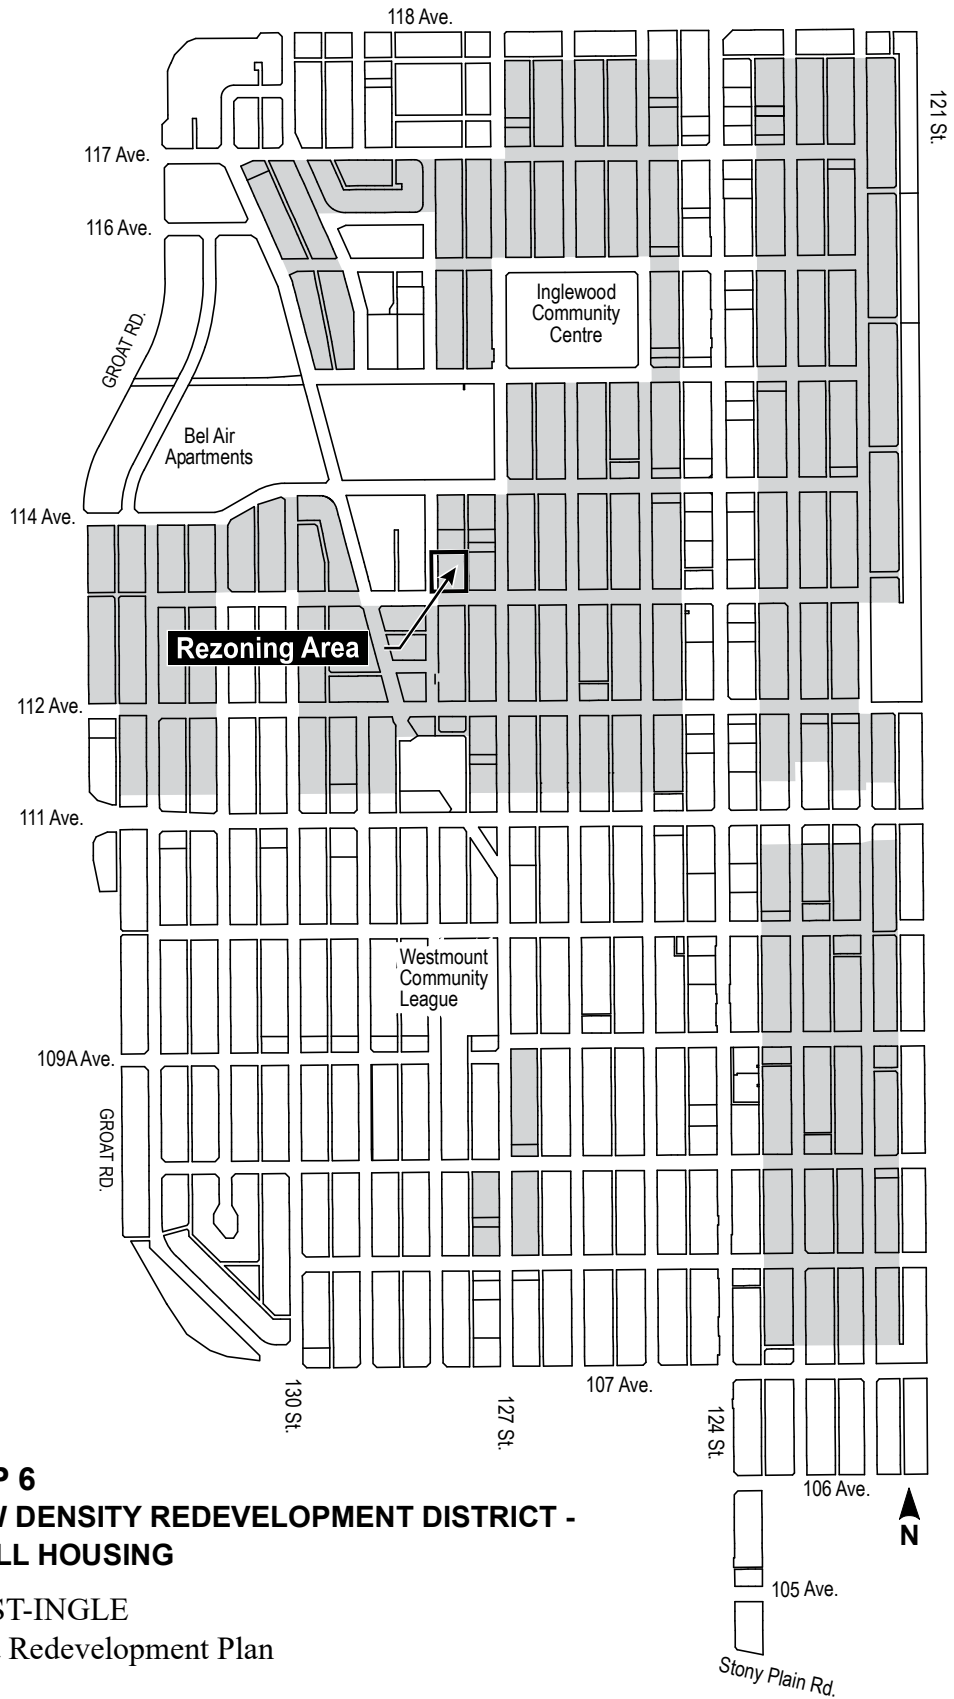 118 Ave.
121 St.
117 Ave.
116 Ave.
Inglewood
Community
Centre
GROAT RD.
Bel Air
Apartments
114 Ave.
Rezoning Area
112 Ave.
111 Ave.
Westmount
Community
League
109A Ave.
GROAT RD.
130 St.
127 St.
107 Ave.
124 St.
P 6
106 Ave.
DENSITY REDEVELOPMENT DISTRICT -
N
LL HOUSING
105 Ave.
ST-INGLE
Redevelopment Plan
Stony Plain Rd.